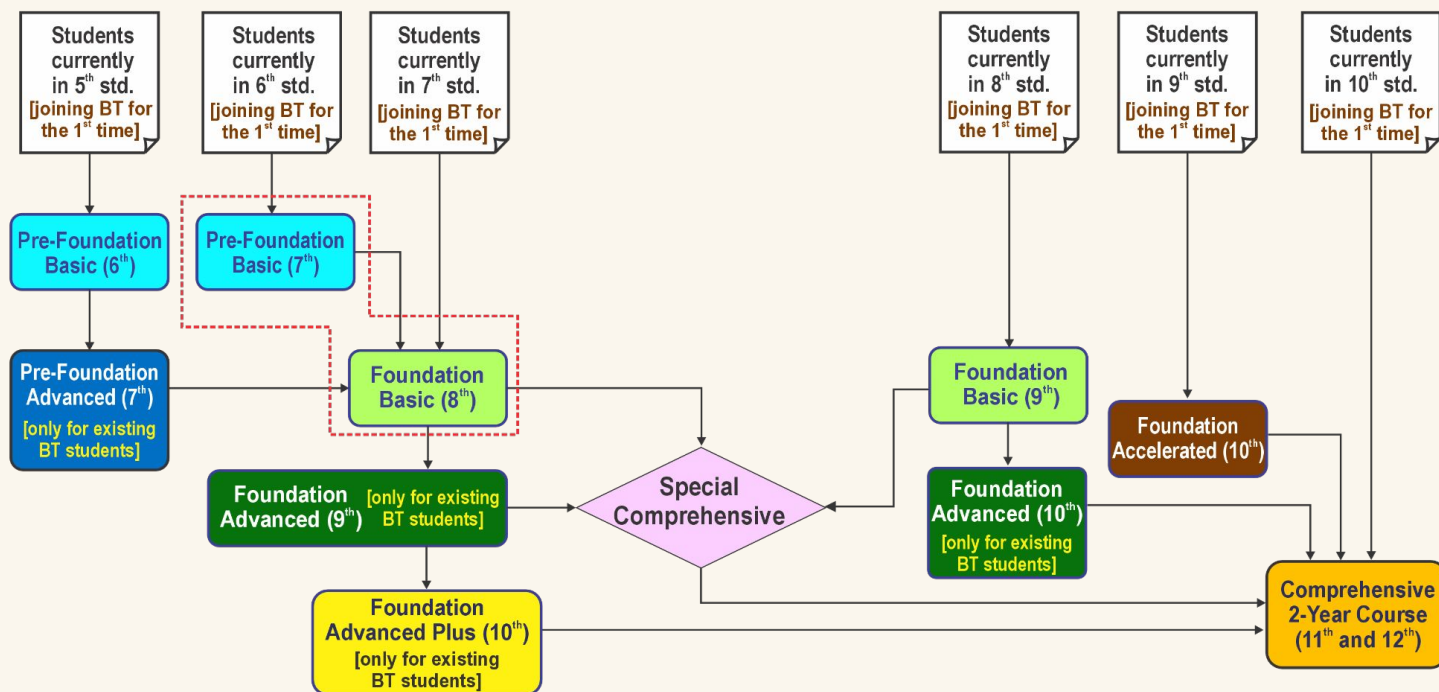 Students
currently
in 5th std.
[joining BT for
the 1st time]
Students
currently
in 6th std.
[joining BT for
the 1st time]
Students
currently
in 7th std.
[joining BT for
the 1st time]
Students
currently
in 8th std.
[joining BT for
the 1st time]
Students
currently
in 9th std.
[joining BT for
the 1st time]
Students
currently
in 10th std.
[joining BT for
the 1st time]
Pre-Foundation
Basic (6th)
Pre-Foundation
Basic (7th)
Pre-Foundation
Advanced (7th)
[only for existing
BT students]
Foundation
Basic (8th)
Foundation
Basic (9th)
Foundation
Accelerated (10th)
Foundation
Advanced (9th)
[only for existing
BT students]
Special
Comprehensive
Foundation
Advanced (10th)
[only for existing
BT students]
Foundation
Advanced Plus (10th)
[only for existing
BT students]
Comprehensive
2-Year Course
(11th and 12th)